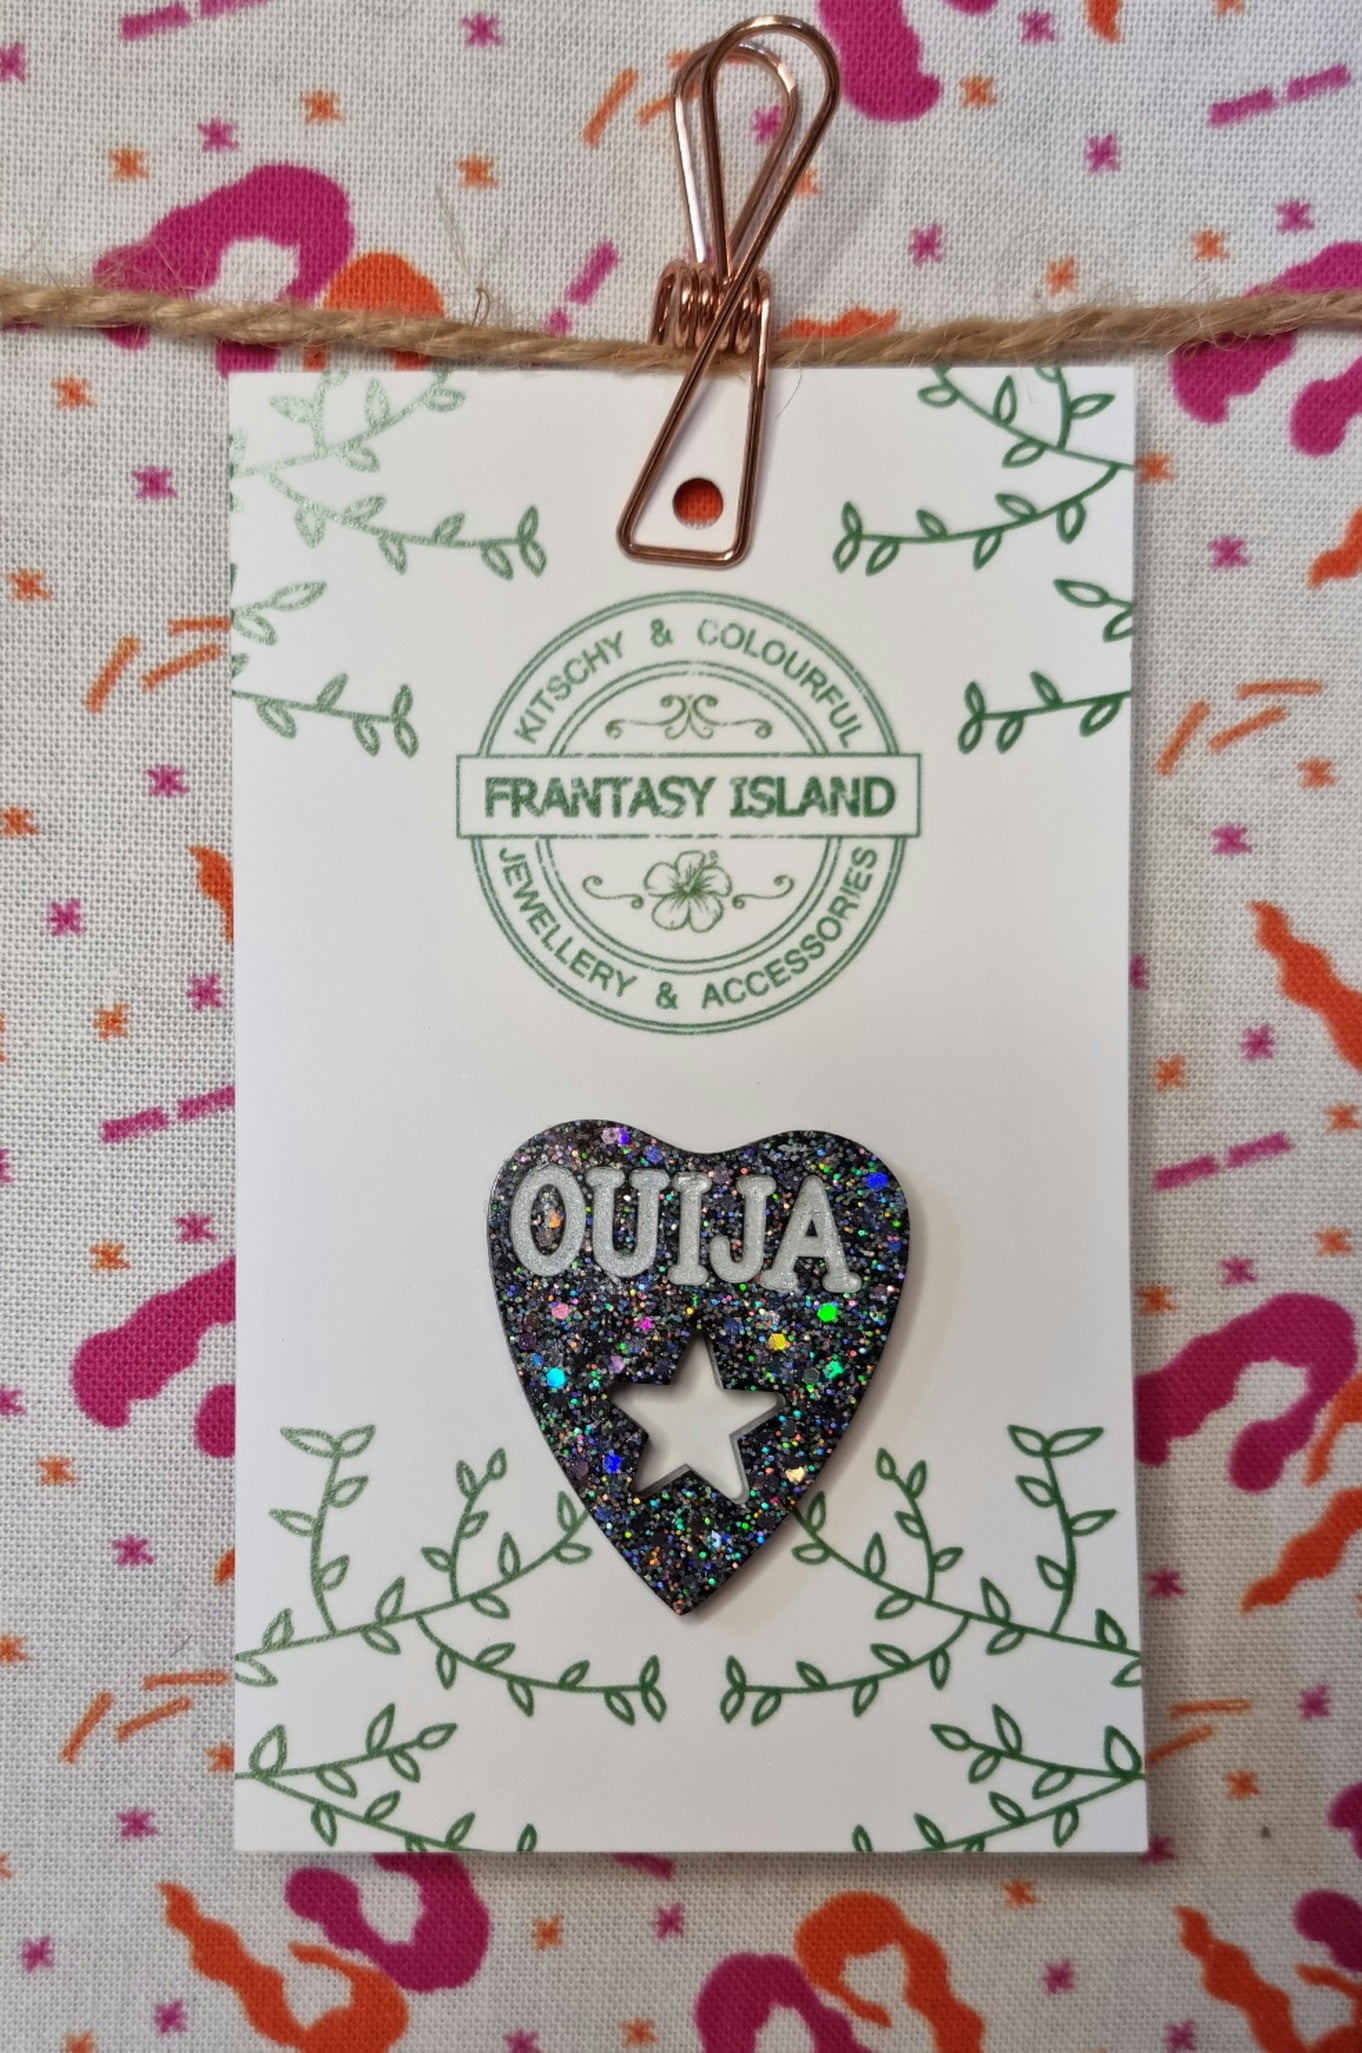 KITSCHY & COLOURFUL
FRANTASY ISLAND
JEWELLERY & ACCESSORIES
OUIJA